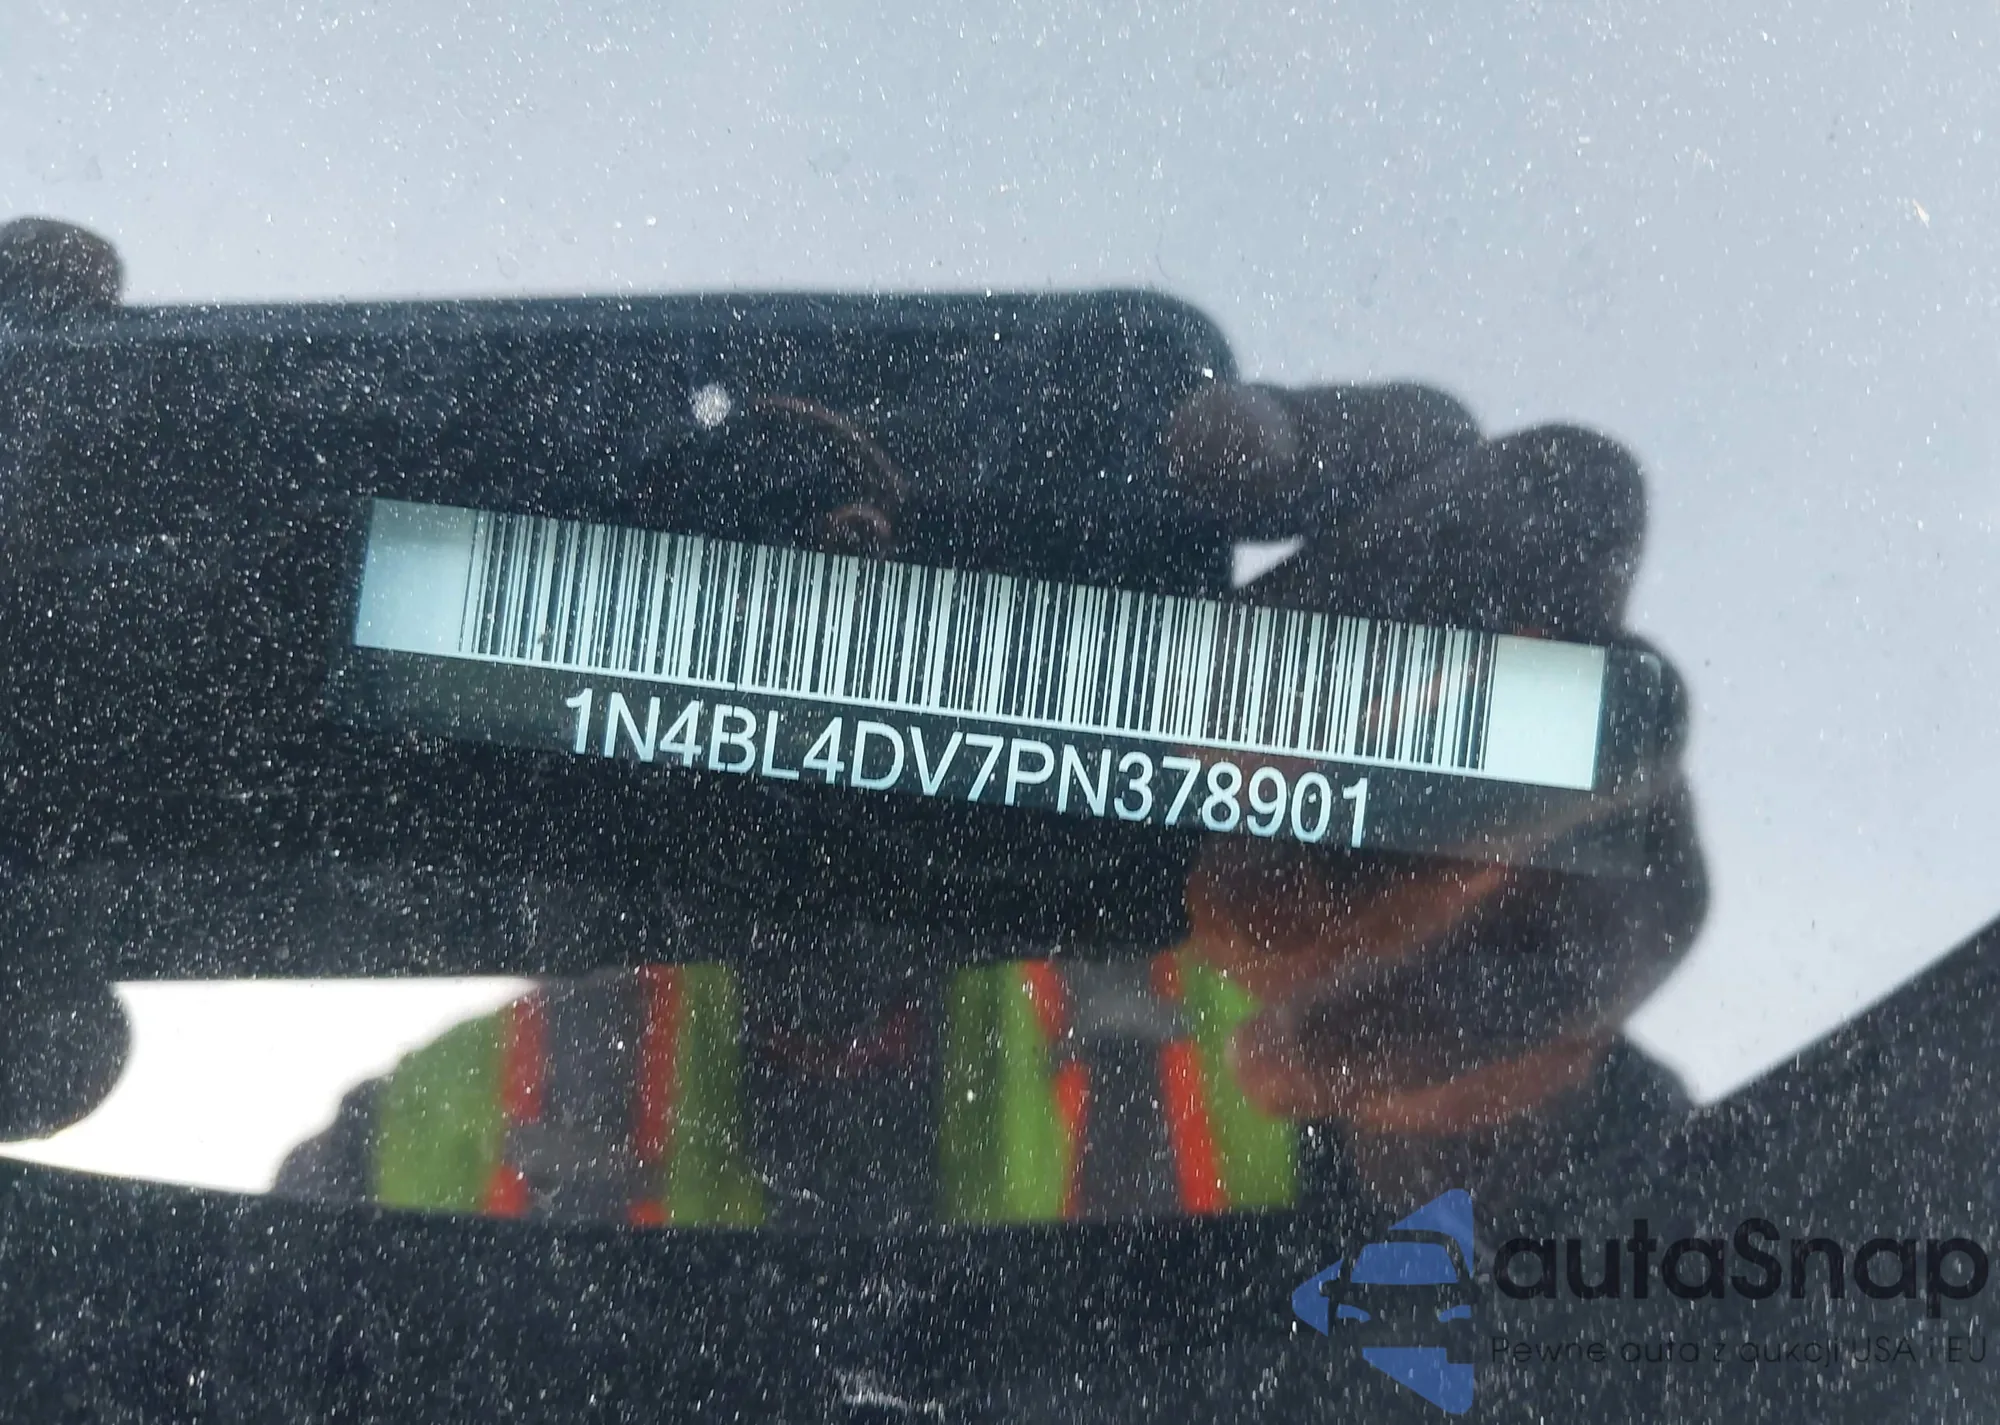 1N4BL4DV7PN378901
autaSnap
Pewne auta z aukcji USA i EU